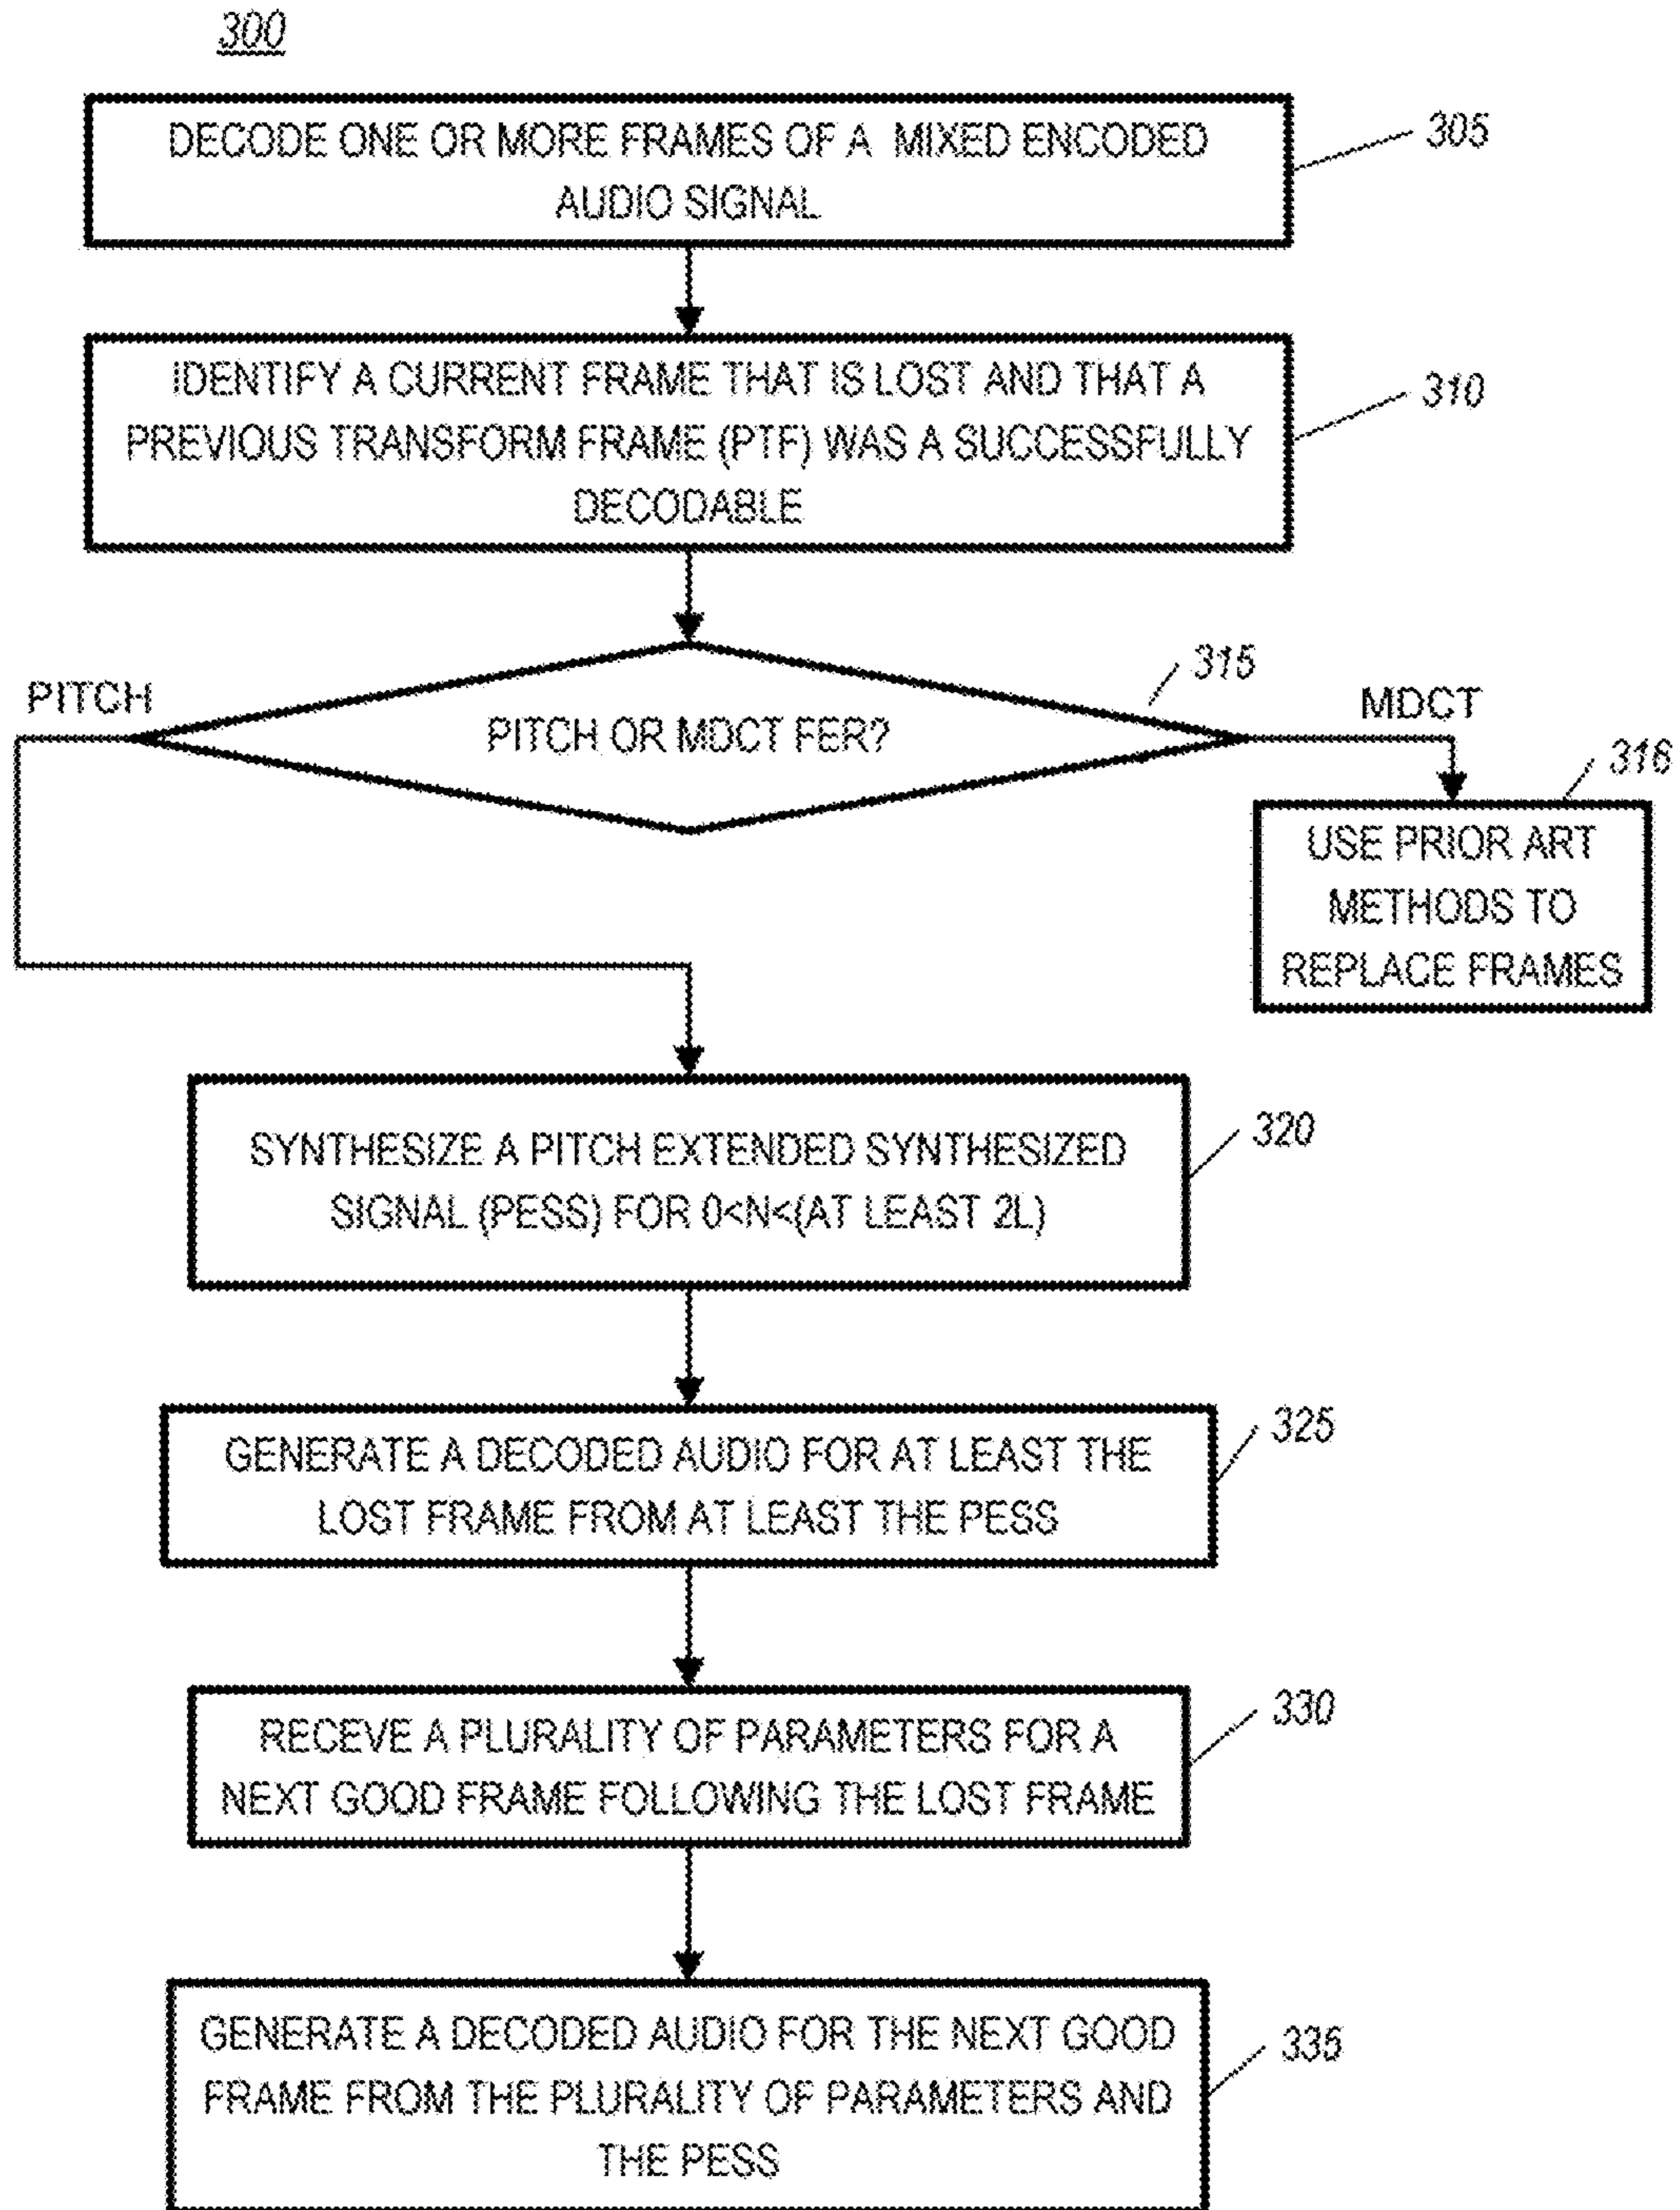 300
DECODE ONE OR MORE FRAMES OF A MIXED ENCODED
AUDIO SIGNAL
305
IDENTIFY A CURRENT FRAME THAT IS LOST AND THAT A
PREVIOUS TRANSFORM FRAME (PTF) WAS A SUCCESSFULLY
DECODABLE
310
PITCH
PITCH OR MDCT FER?
315
MDCT
316
USE PRIOR ART
METHODS TO
REPLACE FRAMES
SYNTHESIZE A PITCH EXTENDED SYNTHESIZED
SIGNAL (PESS) FOR 0<N<(AT LEAST 2L)
320
GENERATE A DECODED AUDIO FOR AT LEAST THE
LOST FRAME FROM AT LEAST THE PESS
325
RECEVE A PLURALITY OF PARAMETERS FOR A
NEXT GOOD FRAME FOLLOWING THE LOST FRAME
330
GENERATE A DECODED AUDIO FOR THE NEXT GOOD
FRAME FROM THE PLURALITY OF PARAMETERS AND
THE PESS
335